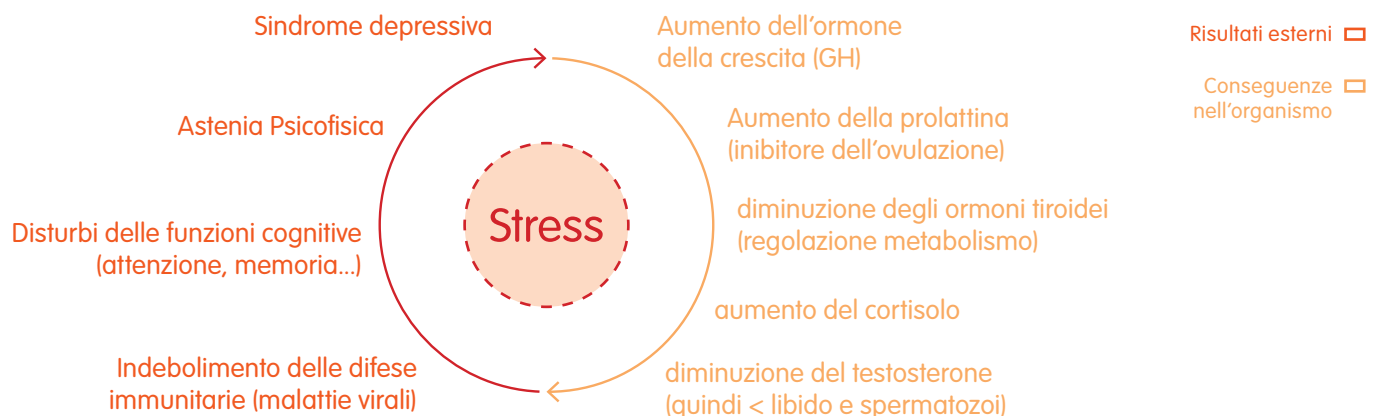 Sindrome depressiva
Astenia Psicofisica
Disturbi delle funzioni cognitive
(attenzione, memoria...)
Indebolimento delle difese
immunitarie (malattie virali)
Stress
Aumento dell'ormone
della crescita (GH)
Aumento della prolattina
(inibitore dell'ovulazione)
diminuzione degli ormoni tiroidei
(regolazione metabolismo)
aumento del cortisolo
diminuzione del testosterone
(quindi < libido e spermatozoi)
Risultati esterni
Conseguenze
nell'organismo